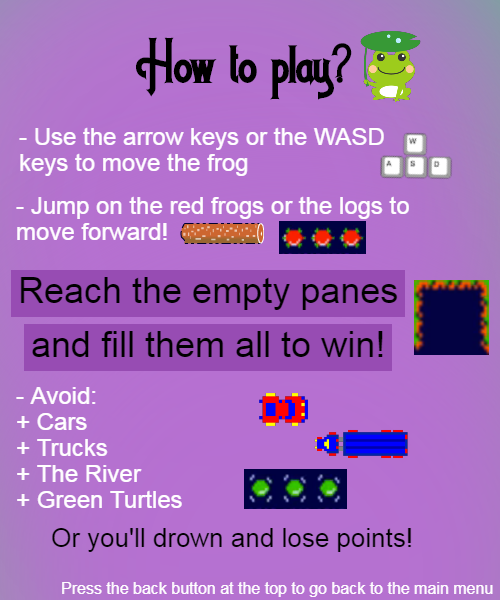 How to play?
- Use the arrow keys or the WASD
keys to move the frog
W
A S D
- Jump on the red frogs or the logs to
move forward!
Reach the empty panes
and fill them all to win!
- Avoid:
+ Cars
+ Trucks
+ The River
+ Green Turtles
Or you'll drown and lose points!
Press the back button at the top to go back to the main menu